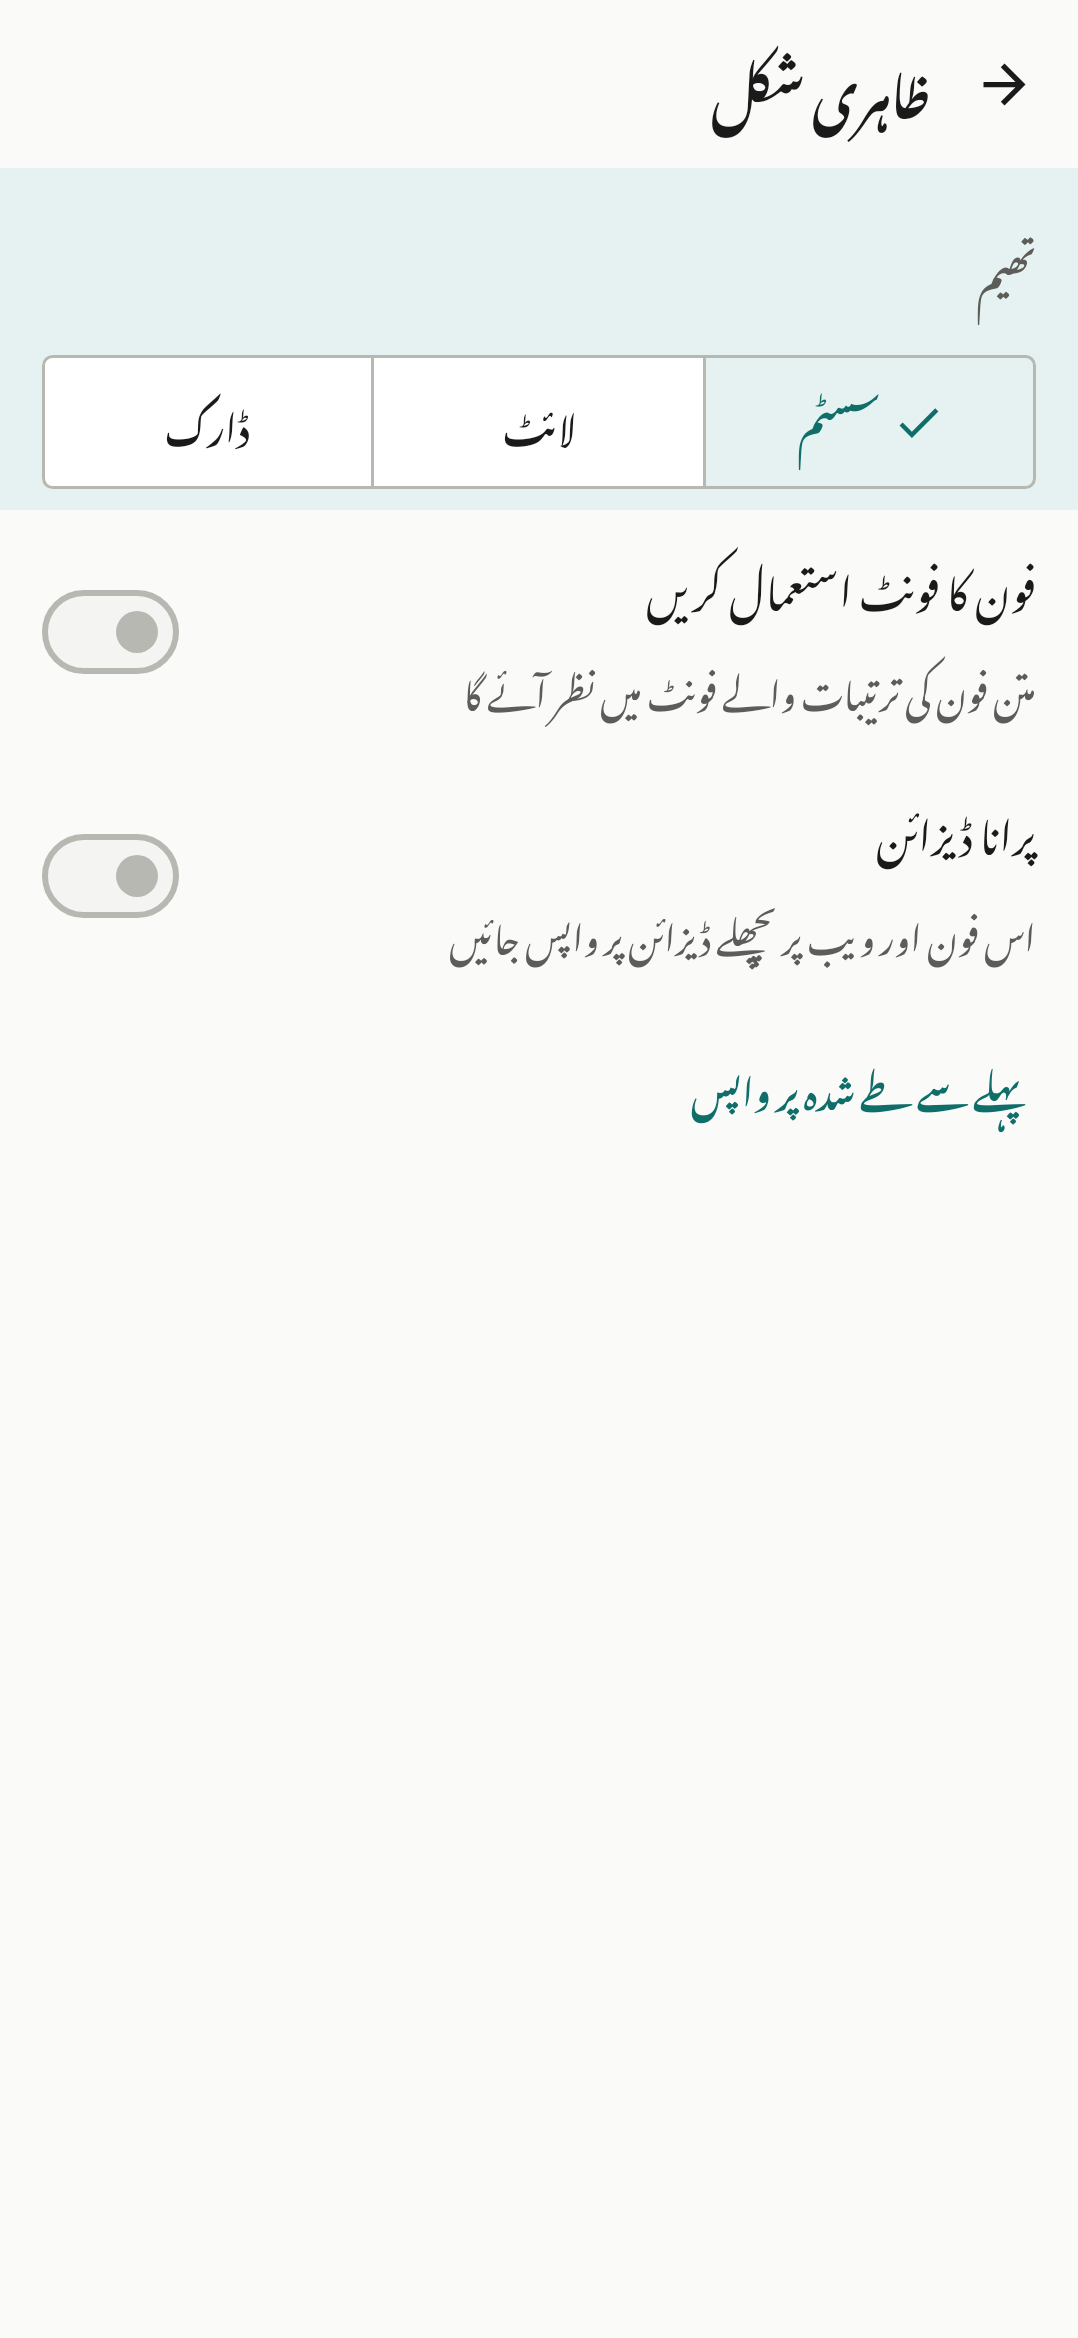 ظاہری شکل
تھیم
سسٹم
لائٹ
ڈارک
فون کا فونٹ استعمال کریں
متن فون کی ترتیبات والے فونٹ میں نظر آئے گا
پرانا ڈیزائن
اس فون اور ویب پر پچھلے ڈیزائن پر واپس جائیں
پہلے سے طے شدہ پر واپس